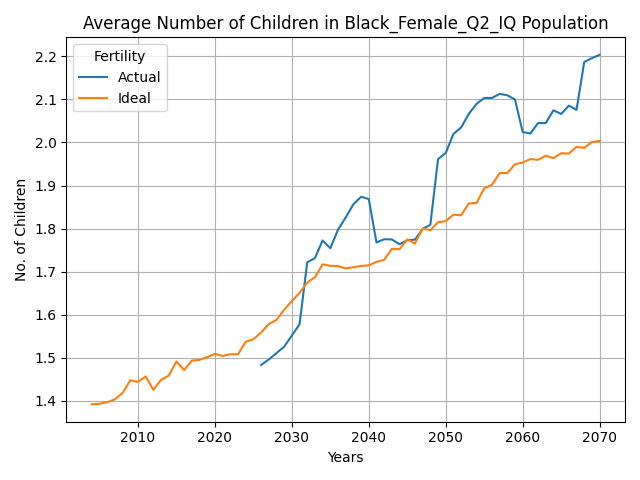 Average Number of Children in Black_Female_Q2_IQ Population
Fertility
Actual
Ideal
No. of Children
2.2
2.1
2.0
1.9
1.8
1.7
1.6
1.5
1.4
2010 2020 2030 2040 2050 2060 2070
Years